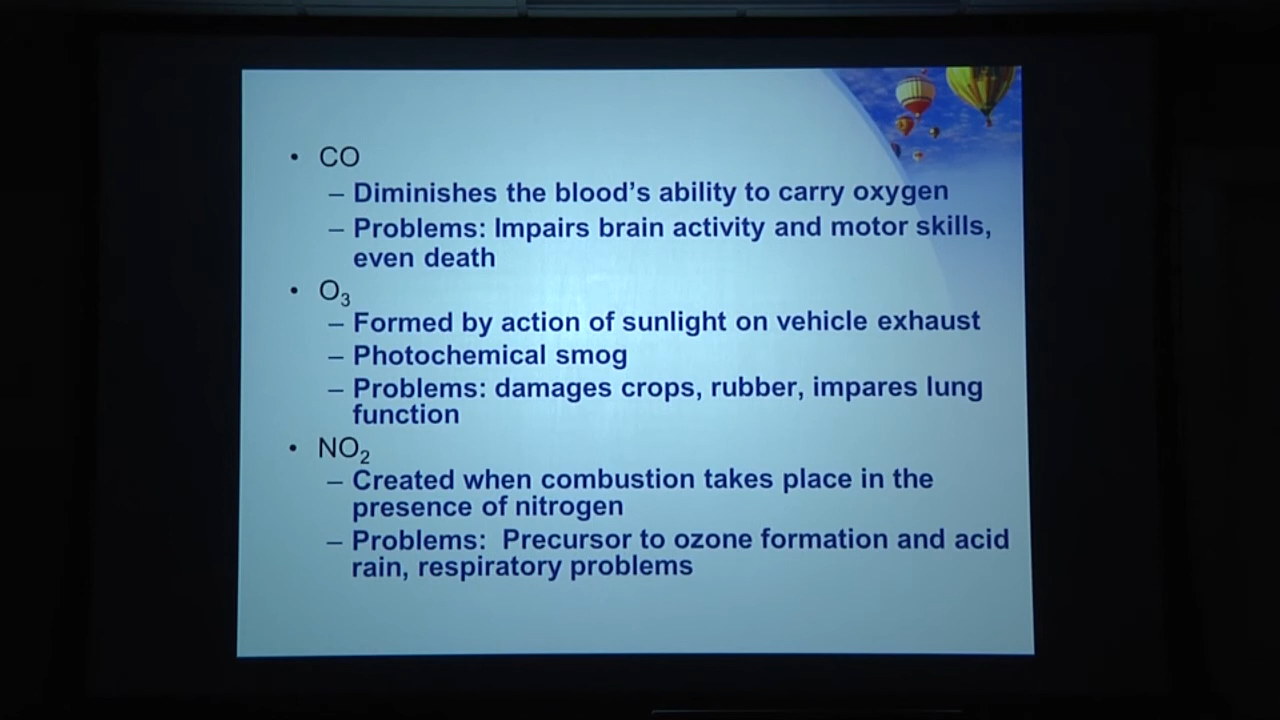 • CO
– Diminishes the blood's ability to carry oxygen
– Problems: Impairs brain activity and motor skills,
even death
• O₃
– Formed by action of sunlight on vehicle exhaust
– Photochemical smog
– Problems: damages crops, rubber, impares lung
function
• NO₂
– Created when combustion takes place in the
presence of nitrogen
– Problems:  Precursor to ozone formation and acid
rain, respiratory problems